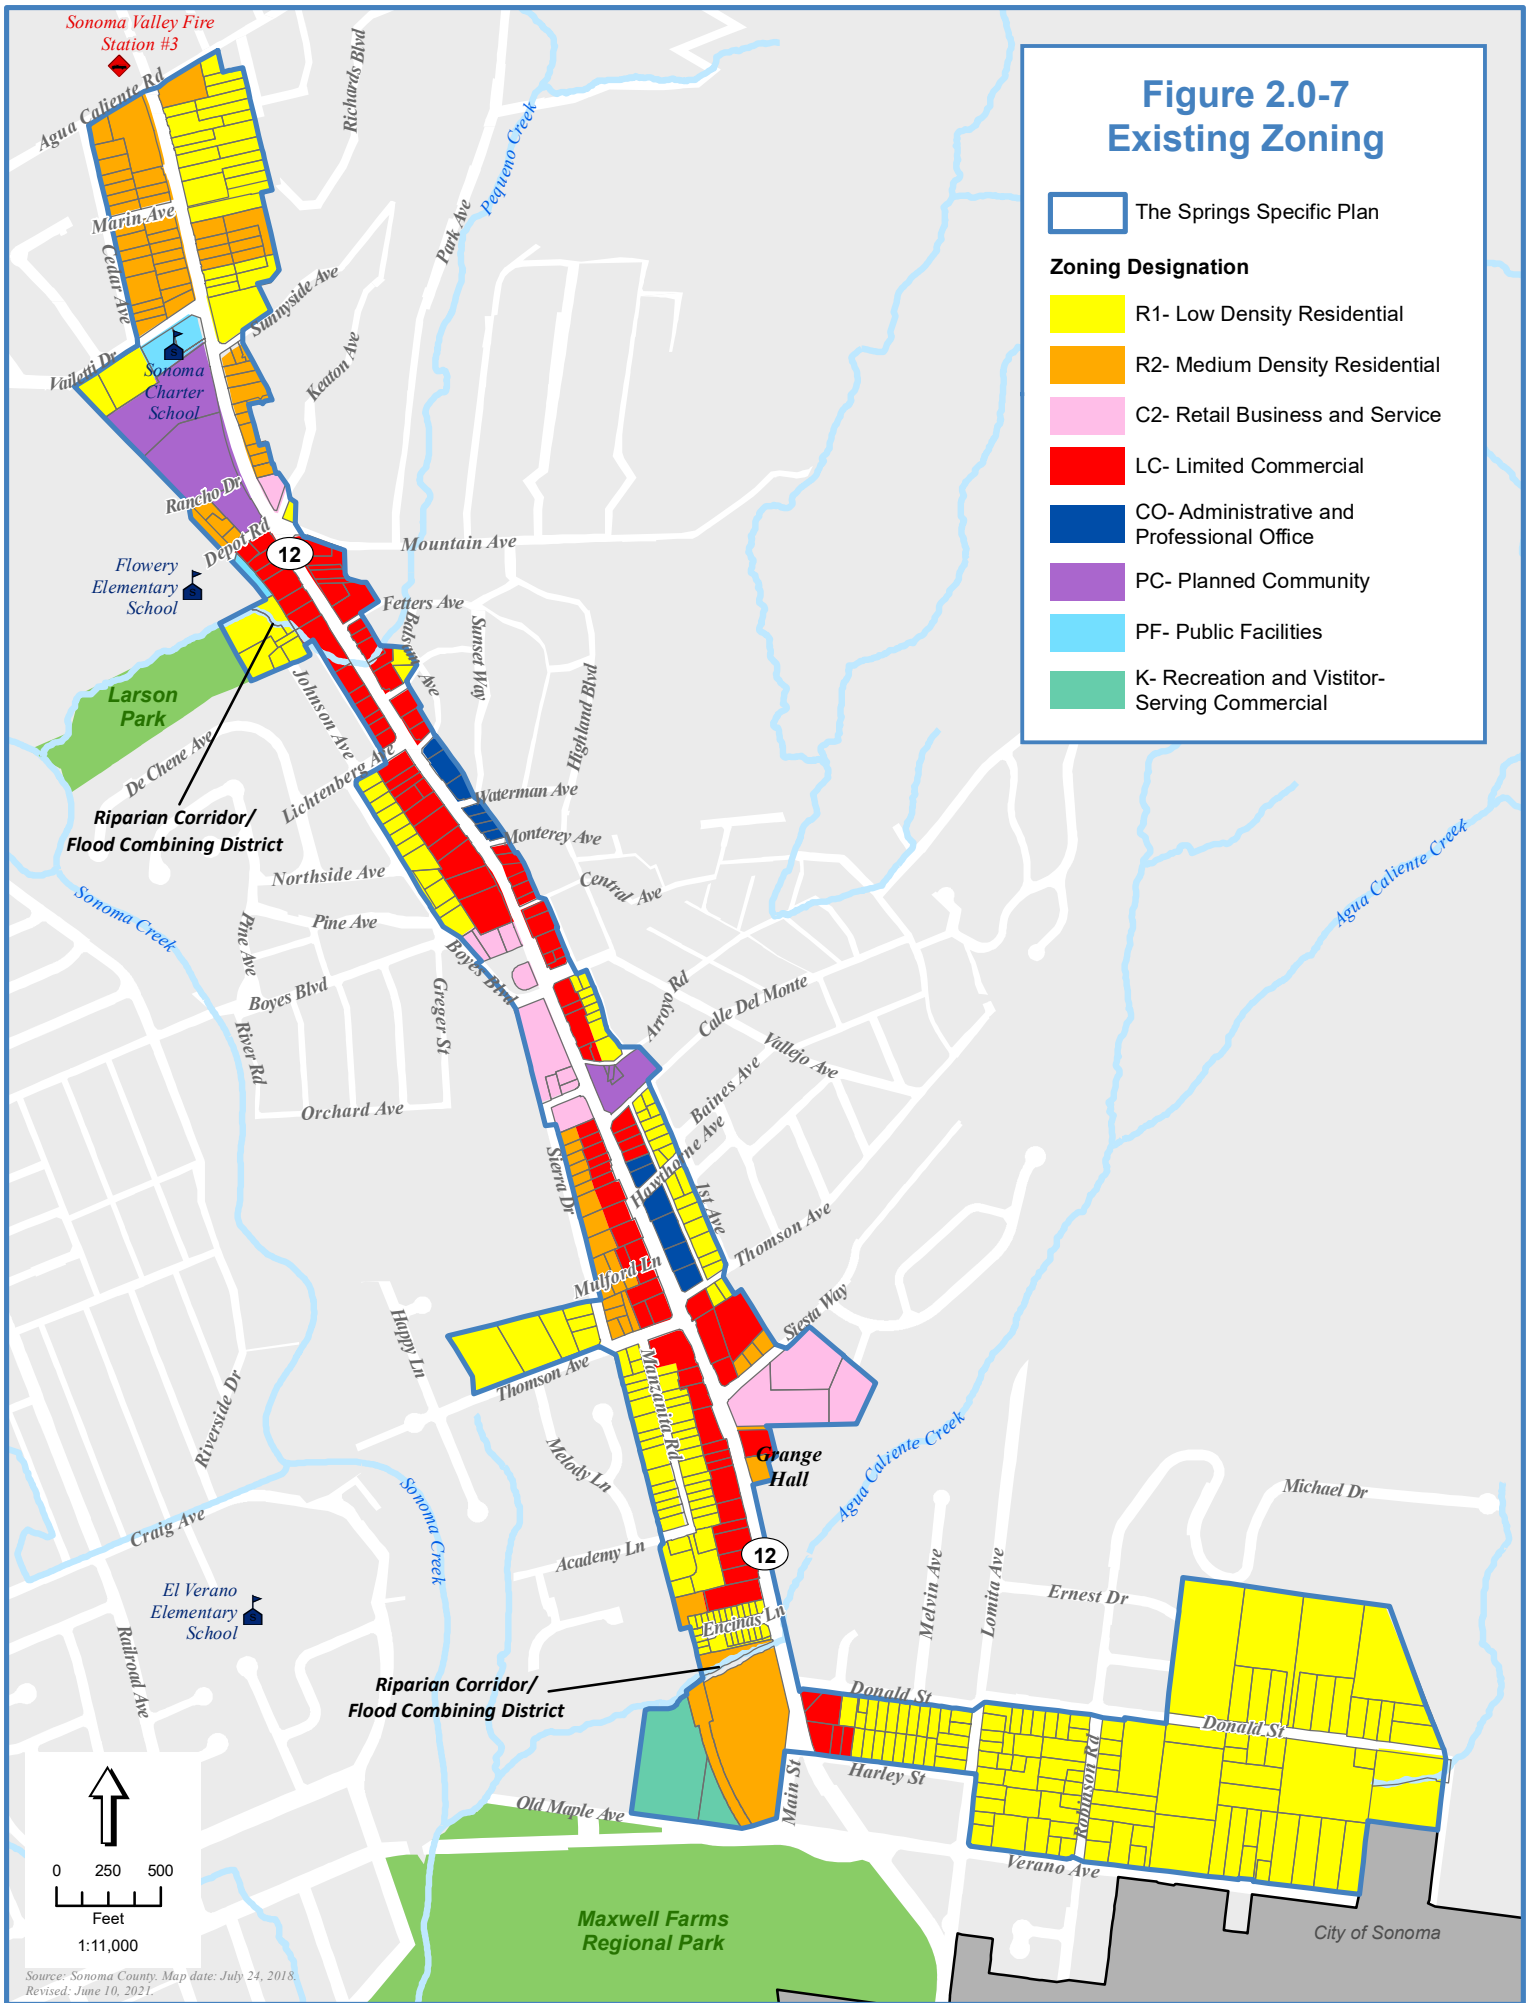 Sonoma Valley Fire
Station #3
Figure 2.0-7
Existing Zoning
The Springs Specific Plan
Zoning Designation
R1- Low Density Residential
R2- Medium Density Residential
C2- Retail Business and Service
LC- Limited Commercial
CO- Administrative and
Professional Office
PC- Planned Community
PF- Public Facilities
K- Recreation and Vistitor-
Serving Commercial
Agua Caliente Rd
Richards Blvd
Pequeno Creek
Park Ave
Marin Ave
Cedar Ave
Sunnyside Ave
Keaton Ave
Vailetti Dr
S
Sonoma
Charter
School
Rancho Dr
Depot Rd
12
Mountain Ave
Flowery
Elementary
School
S
Fetters Ave
Balsam Ave
Sunset Way
Highland Blvd
Larson
Park
Johnson Ave
De Chene Ave
Lichtenberg Ave
Waterman Ave
Monterey Ave
Riparian Corridor/
Flood Combining District
Agua Caliente Creek
Northside Ave
Central Ave
Sonoma Creek
Pine Ave
Pine Ave
Boyes Blvd
Boyes Blvd
Greger St
River Rd
Arroyo Rd
Calle Del Monte
Vallejo Ave
Baines Ave
Orchard Ave
Hawthorne Ave
Sierra Dr
1st Ave
Thomson Ave
Mulford Ln
Siesta Way
Happy Ln
Thomson Ave
Manzanita Rd
Riverside Dr
Melody Ln
Grange
Hall
Agua Caliente Creek
Michael Dr
Craig Ave
Sonoma Creek
Academy Ln
12
El Verano
Elementary
School
S
Melvin Ave
Lomita Ave
Ernest Dr
Encinas Ln
Railroad Ave
Riparian Corridor/
Flood Combining District
Donald St
Donald St
Robinson Rd
Harley St
Main St
Old Maple Ave
Verano Ave
0 250 500
Feet
1:11,000
Maxwell Farms
Regional Park
City of Sonoma
Source: Sonoma County. Map date: July 24, 2018.
Revised: June 10, 2021.